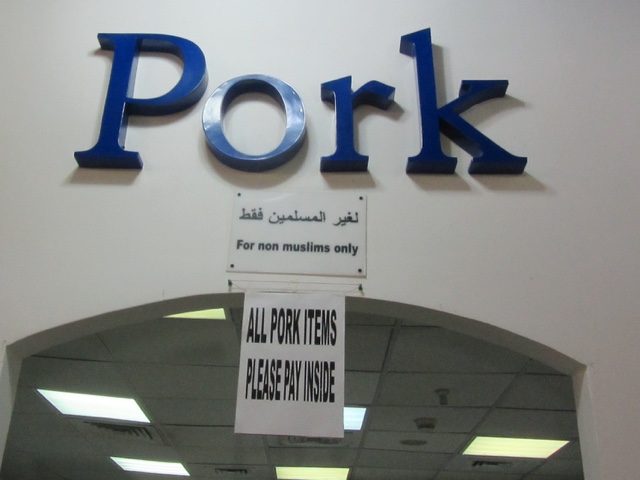 Pork
لغير المسلمين فقط
For non muslims only
ALL PORK ITEMS
PLEASE PAY INSIDE